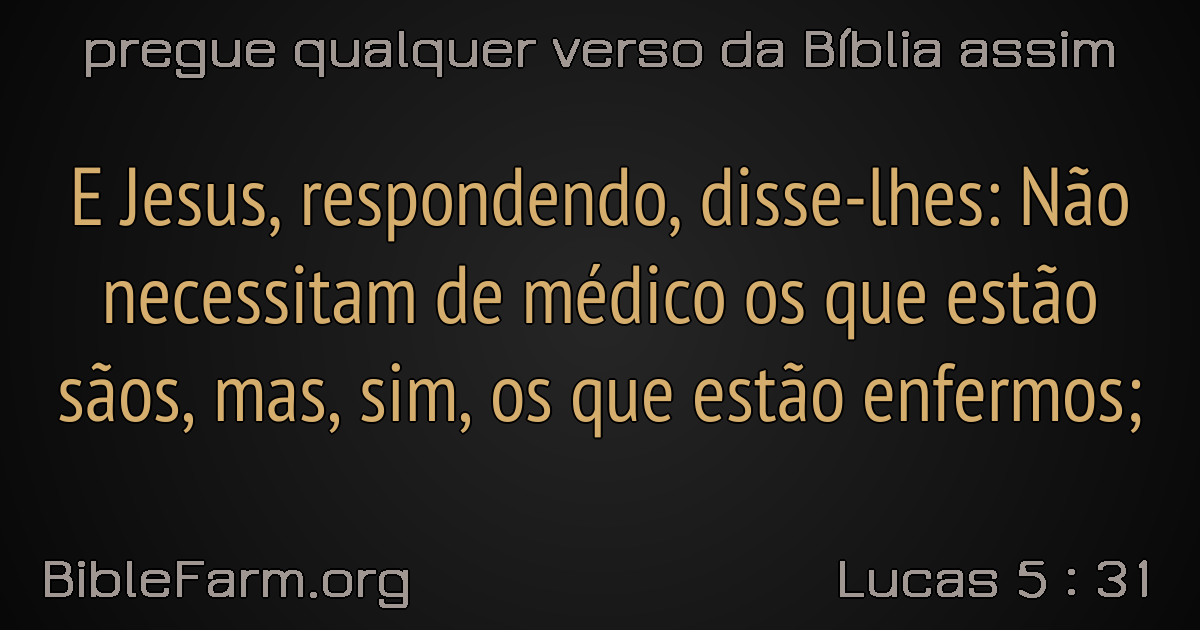 pregue qualquer verso da Bíblia assim
E Jesus, respondendo, disse-lhes: Não
necessitam de médico os que estão
sãos, mas, sim, os que estão enfermos;
BibleFarm.org
Lucas 5 : 31